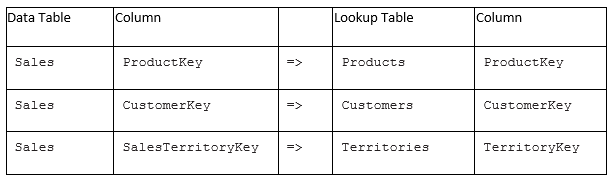 Data Table Column Lookup Table Column
Sales ProductKey => Products ProductKey
Sales CustomerKey => Customers CustomerKey
Sales SalesTerritoryKey => Territories TerritoryKey